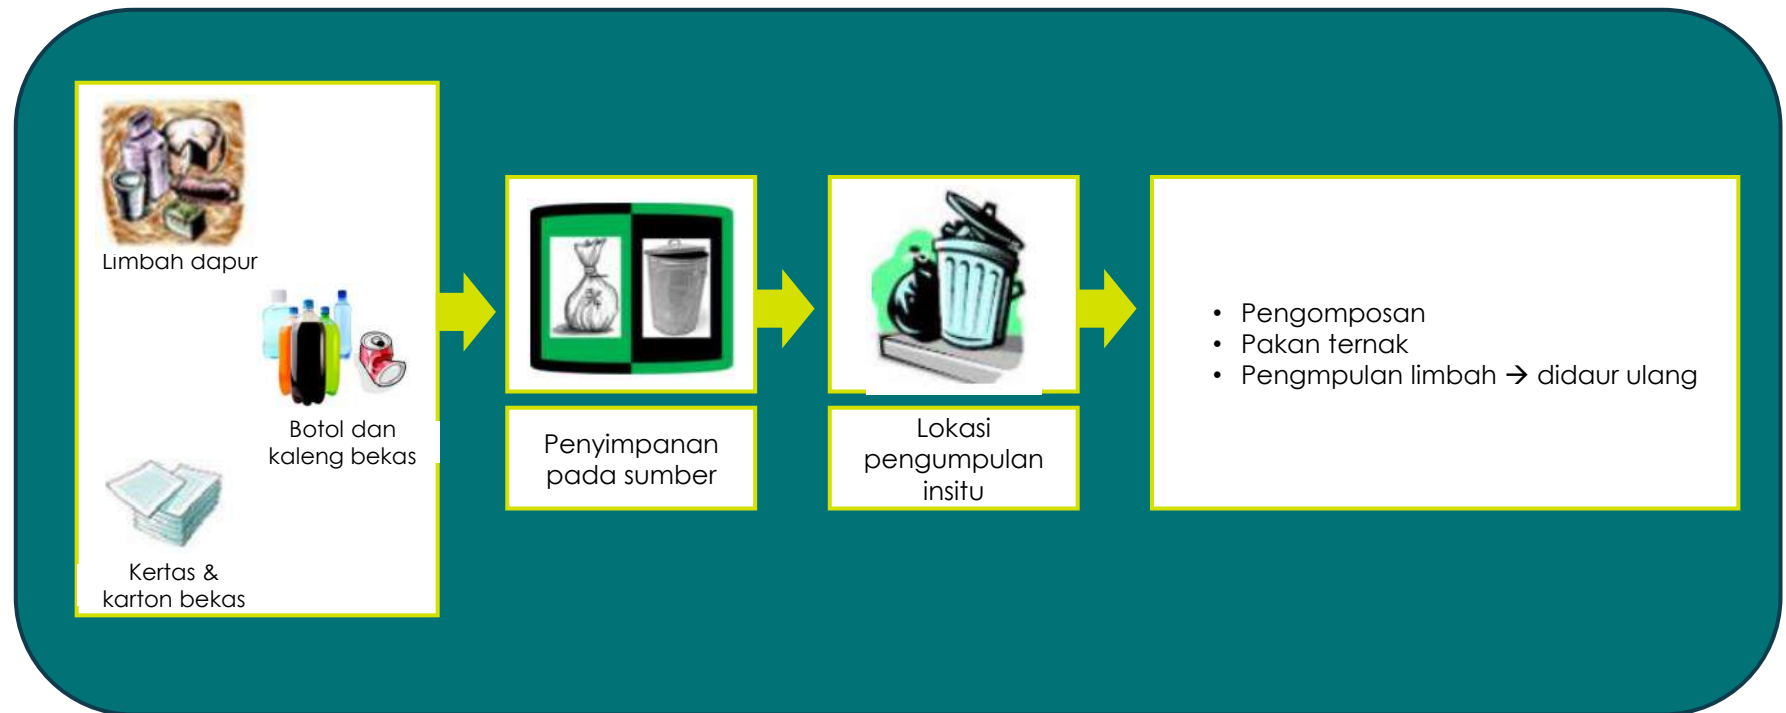 Limbah dapur
Botol dan
kaleng bekas
Kertas &
karton bekas
Penyimpanan
pada sumber
Lokasi
pengumpulan
insitu
• Pengomposan
• Pakan ternak
• Pengmpulan limbah → didaur ulang